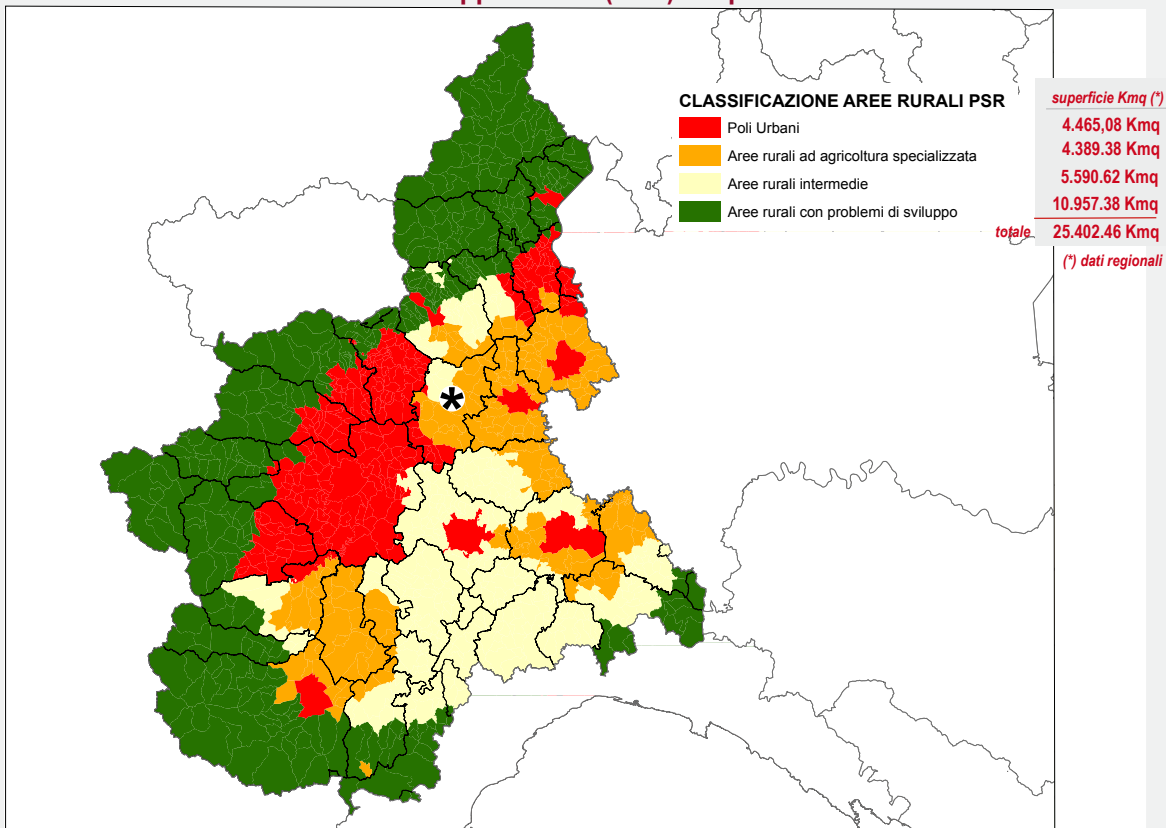 CLASSIFICAZIONE AREE RURALI PSR
Poli Urbani
Aree rurali ad agricoltura specializzata
Aree rurali intermedie
Aree rurali con problemi di sviluppo
superficie Kmq (*)
4.465,08 Kmq
4.389.38 Kmq
5.590.62 Kmq
10.957.38 Kmq
totale 25.402.46 Kmq
(*) dati regionali
*